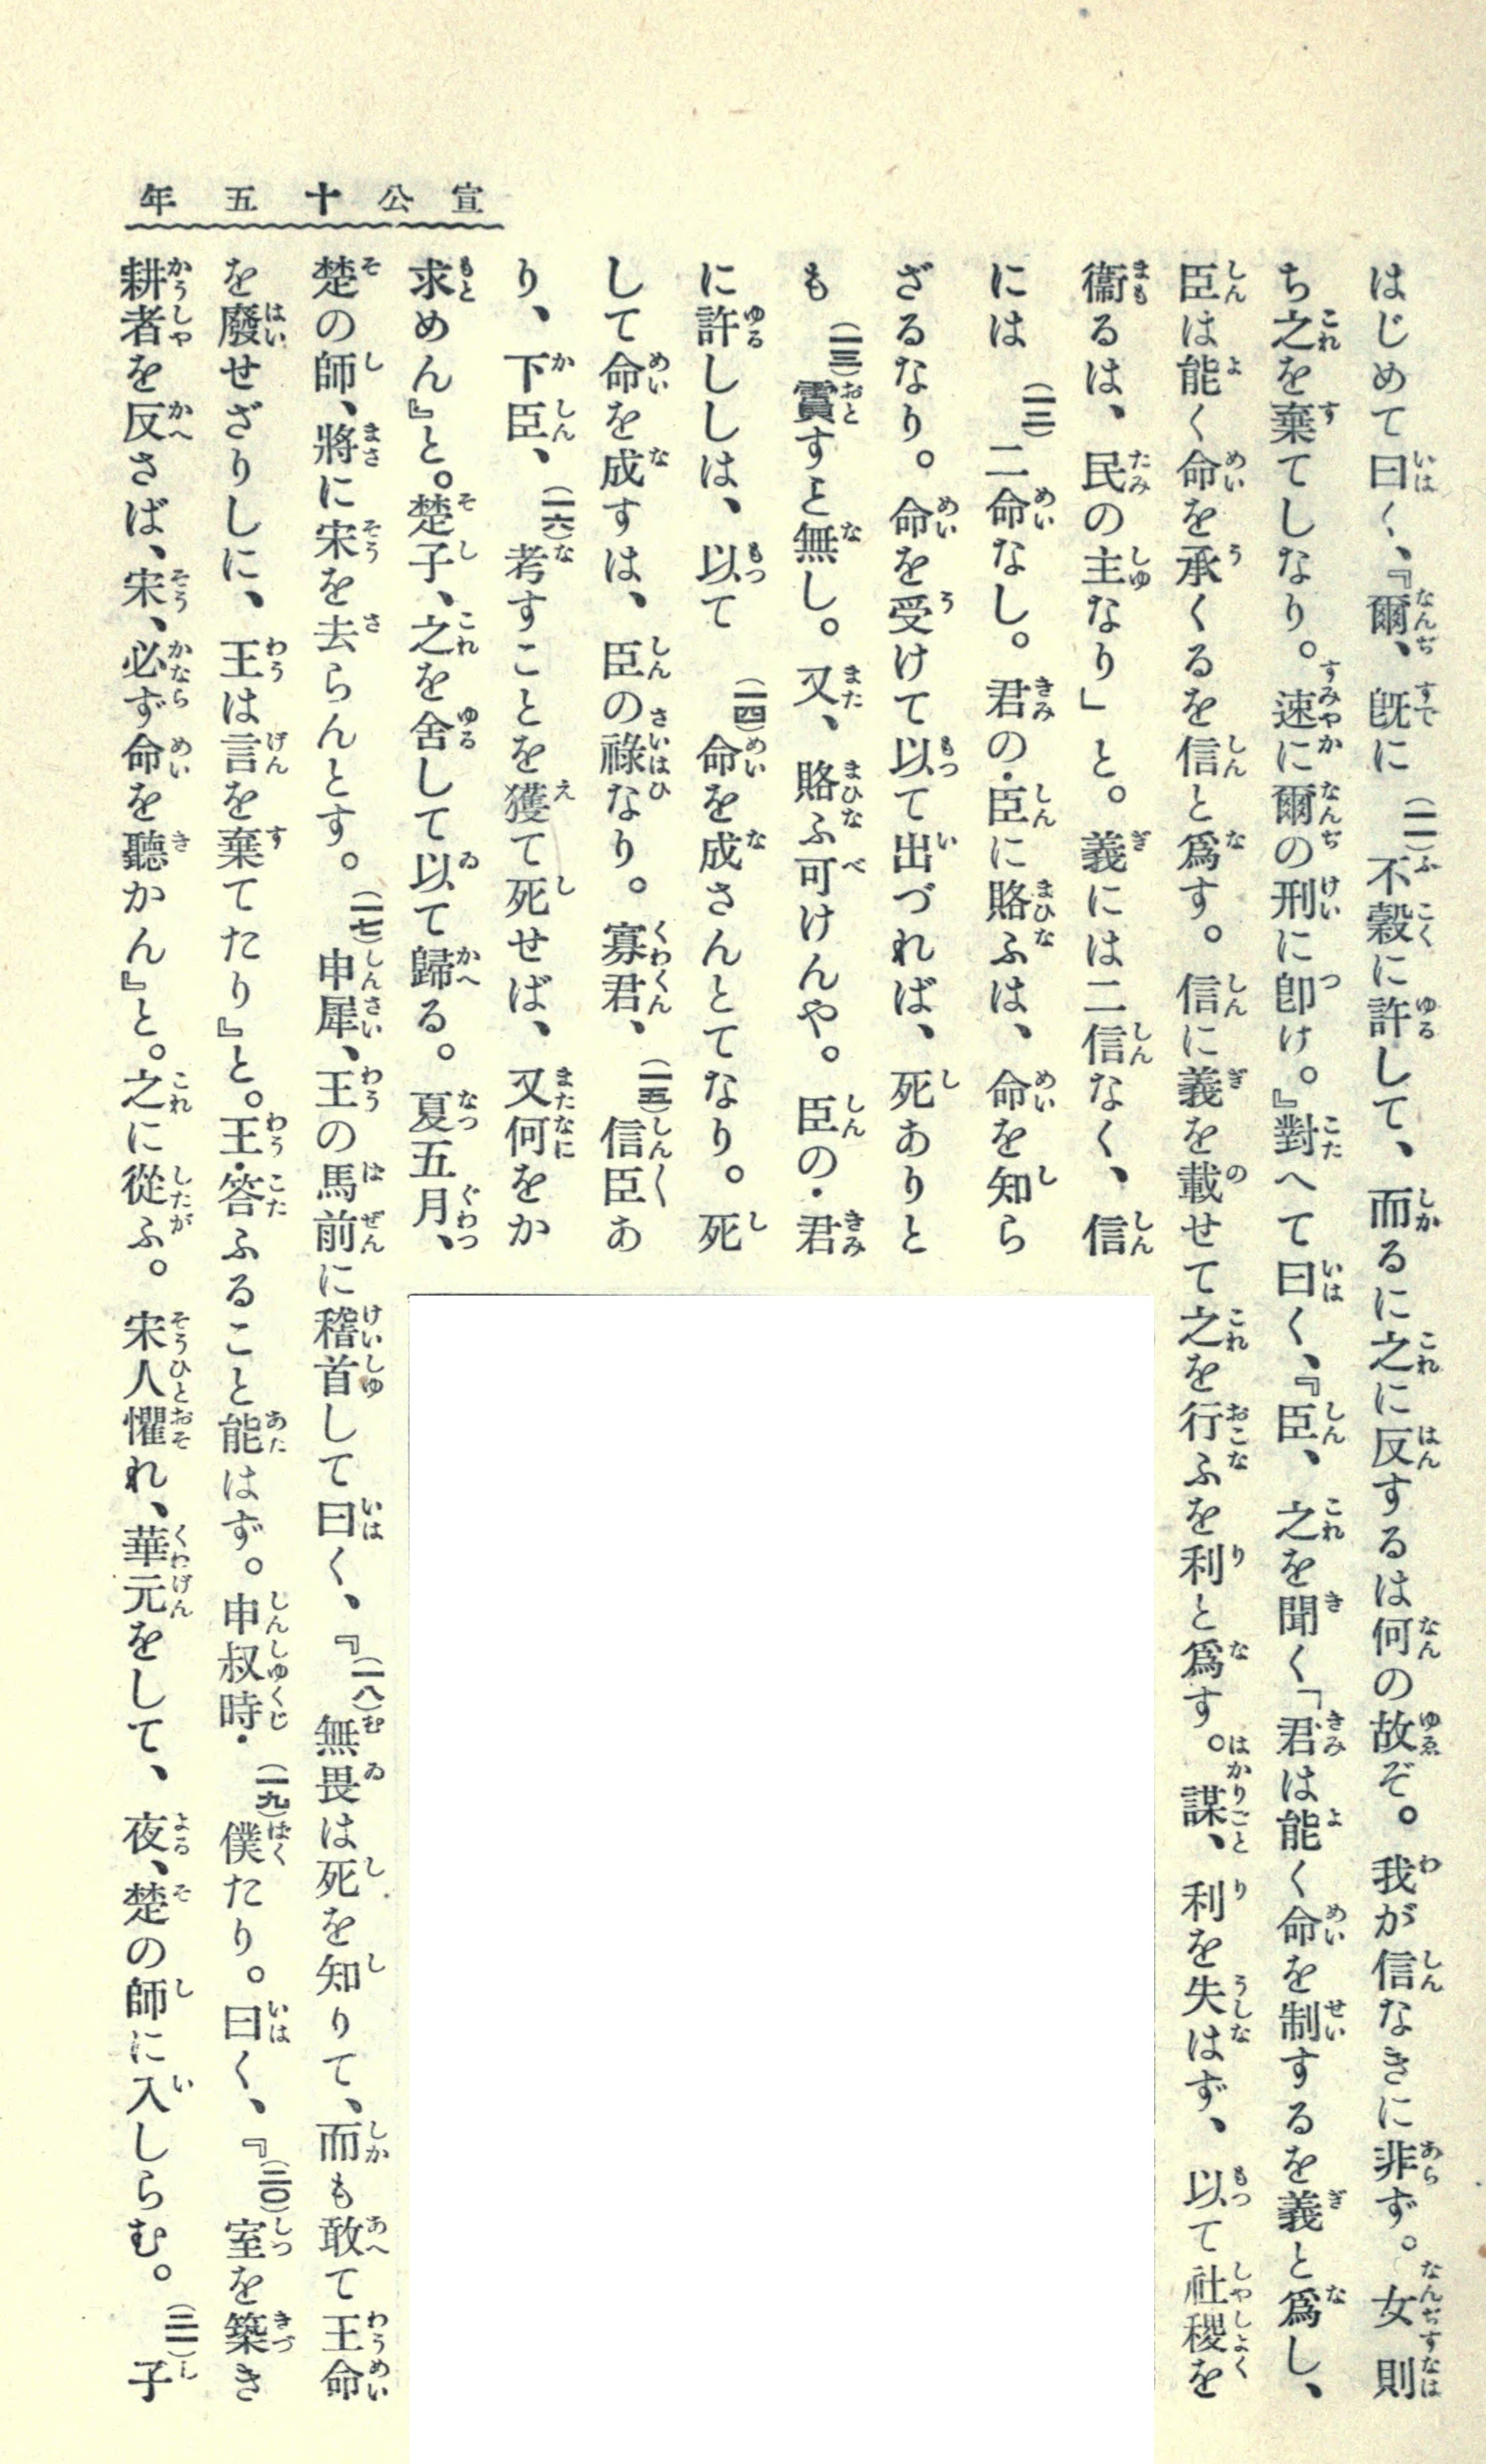 宣公十五年
はじめて曰く、『爾、既に(一一)不穀に許して、而るに之に反するは何の故ぞ。我が信なきに非ず。女則
ち之を棄てしなり。速に爾の刑に卽け。』對へて曰く、『臣、之を聞く「君は能く命を制するを義と爲し、
臣は能く命を承くるを信と爲す。信に義を載せて之を行ふを利と爲す。謀、利を失はず、以て社稷を
衞るは、民の主なり」と。義には二信なく、信
には(一二)二命なし。君の・臣に賂ふは、命を知ら
ざるなり。命を受けて以て出づれば、死ありと
も(一三)霣すと無し。又、賂ふ可けんや。臣の・君
に許ししは、以て(一四)命を成さんとてなり。死
して命を成すは、臣の祿なり。寡君、(一五)信臣あ
り、下臣、(一六)考すことを獲て死せば、又何をか
求めん』と。楚子、之を舍して以て歸る。夏五月、
楚の師、將に宋を去らんとす。(一七)申犀、王の馬前に稽首して曰く、『(一八)無畏は死を知りて、而も敢て王命
を廢せざりしに、王は言を棄てたり』と。王・答ふること能はず。申叔時・(一九)僕たり。曰く、『(二〇)室を築き
耕者を反さば、宋、必ず命を聽かん』と。之に從ふ。宋人懼れ、華元をして、夜、楚の師に入しらむ。(二一)子